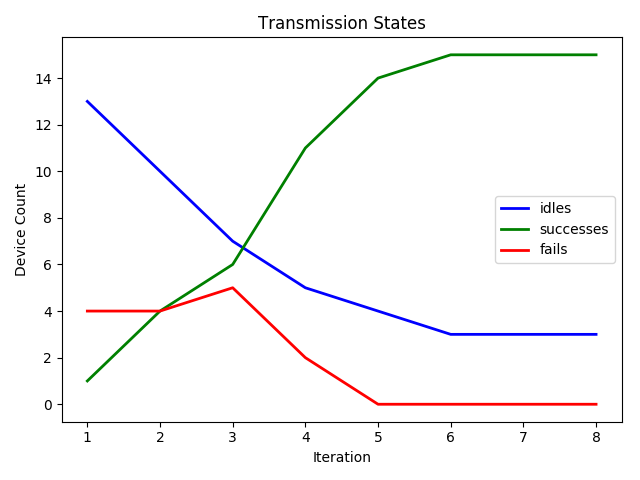 Transmission States
Device Count
14
12
10
8
6
4
2
0
idles
successes
fails
1 2 3 4 5 6 7 8
Iteration